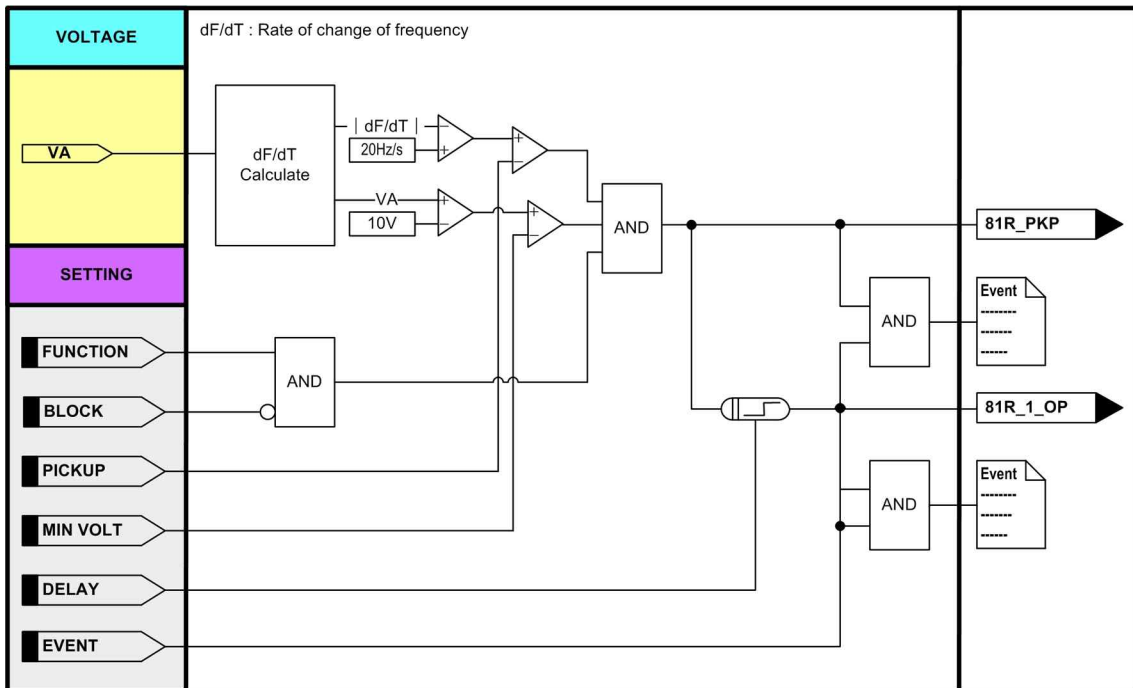 VOLTAGE
dF/dT : Rate of change of frequency
VA
dF/dT
Calculate
| dF/dT |
20Hz/s
VA
10V
AND
81R_PKP
SETTING
Event
AND
FUNCTION
AND
BLOCK
81R_1_OP
PICKUP
Event
AND
MIN VOLT
DELAY
EVENT